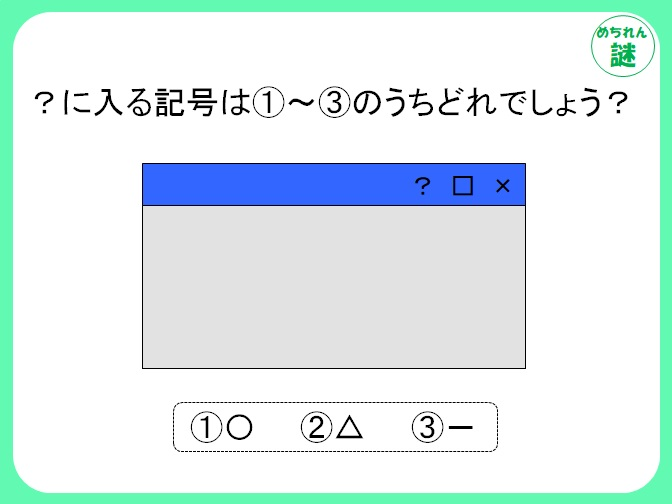 めちれん
謎
？に入る記号は①～③のうちどれでしょう？
？ □ ×
①○ ②△ ③－